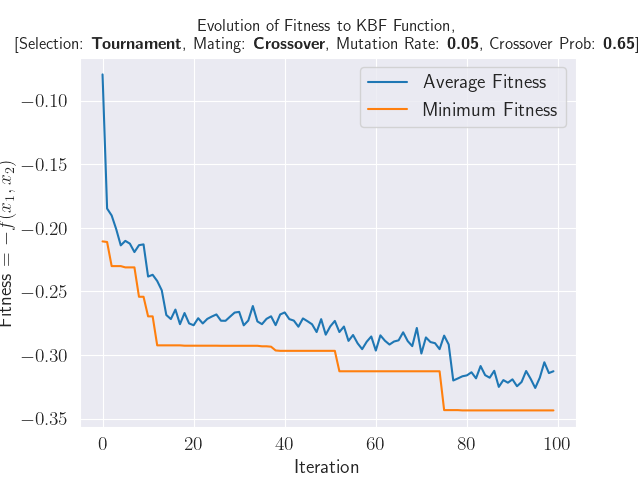 Evolution of Fitness to KBF Function,
[Selection: Tournament, Mating: Crossover, Mutation Rate: 0.05, Crossover Prob: 0.65]
Average Fitness
Minimum Fitness
Fitness = −f(x₁, x₂)
−0.10
−0.15
−0.20
−0.25
−0.30
−0.35
0 20 40 60 80 100
Iteration